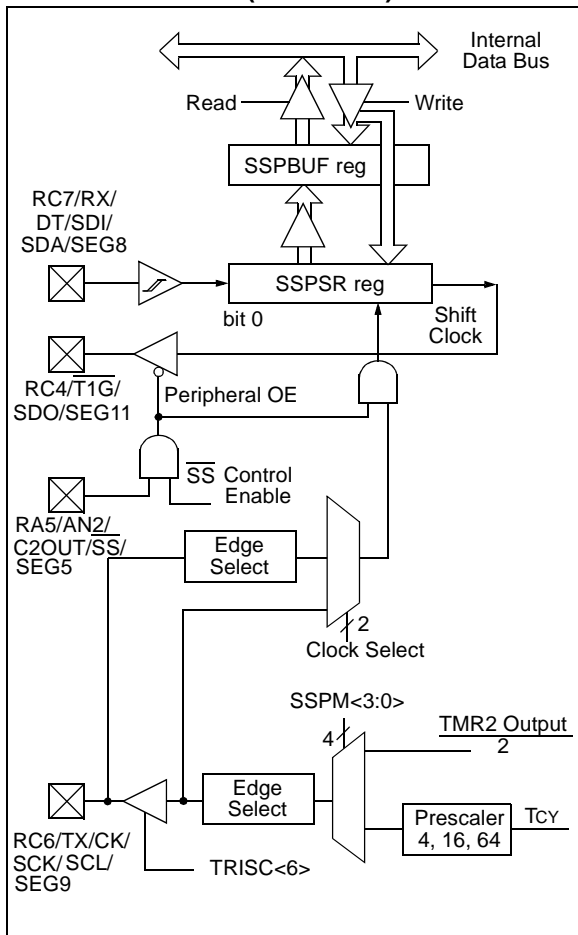 Internal
Data Bus
Read
Write
SSPBUF reg
RC7/RX/
DT/SDI/
SDA/SEG8
SSPSR reg
bit 0
Shift
Clock
RC4/T1G/
SDO/SEG11
Peripheral OE
SS Control
Enable
RA5/AN2/
C2OUT/SS/
SEG5
Edge
Select
2
Clock Select
SSPM<3:0>
4
TMR2 Output
2
Edge
Select
Prescaler
4, 16, 64
TCY
RC6/TX/CK/
SCK/SCL/
SEG9
TRISC<6>